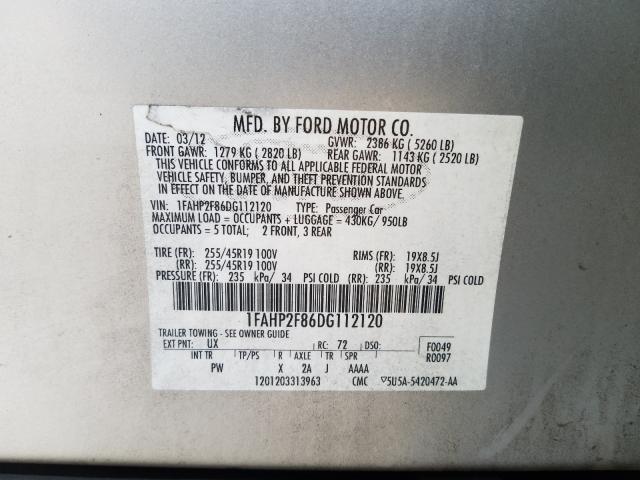 MFD. BY FORD MOTOR CO.
DATE: 03/12 GVWR: 2386 KG ( 5260 LB)
FRONT GAWR: 1279 KG ( 2820 LB) REAR GAWR: 1143 KG ( 2520 LB)
THIS VEHICLE CONFORMS TO ALL APPLICABLE FEDERAL MOTOR
VEHICLE SAFETY, BUMPER, AND THEFT PREVENTION STANDARDS
IN EFFECT ON THE DATE OF MANUFACTURE SHOWN ABOVE.
VIN: 1FAHP2F86DG112120 TYPE: Passenger Car
MAXIMUM LOAD = OCCUPANTS + LUGGAGE = 430KG/ 950LB
OCCUPANTS = 5 TOTAL; 2 FRONT, 3 REAR
TIRE (FR): 255/45R19 100V RIMS (FR): 19X8.5J
(RR): 255/45R19 100V (RR): 19X8.5J
PRESSURE (FR): 235 kPa/ 34 PSI COLD (RR): 235 kPa/ 34 PSI COLD
1FAHP2F86DG112120
TRAILER TOWING - SEE OWNER GUIDE
EXT PNT: UX RC: 72 DSO: F0049
INT TR TP/PS R AXLE TR SPR R0097
PW X 2A J AAAA
1201203313963 CMC ▽5U5A-5420472-AA